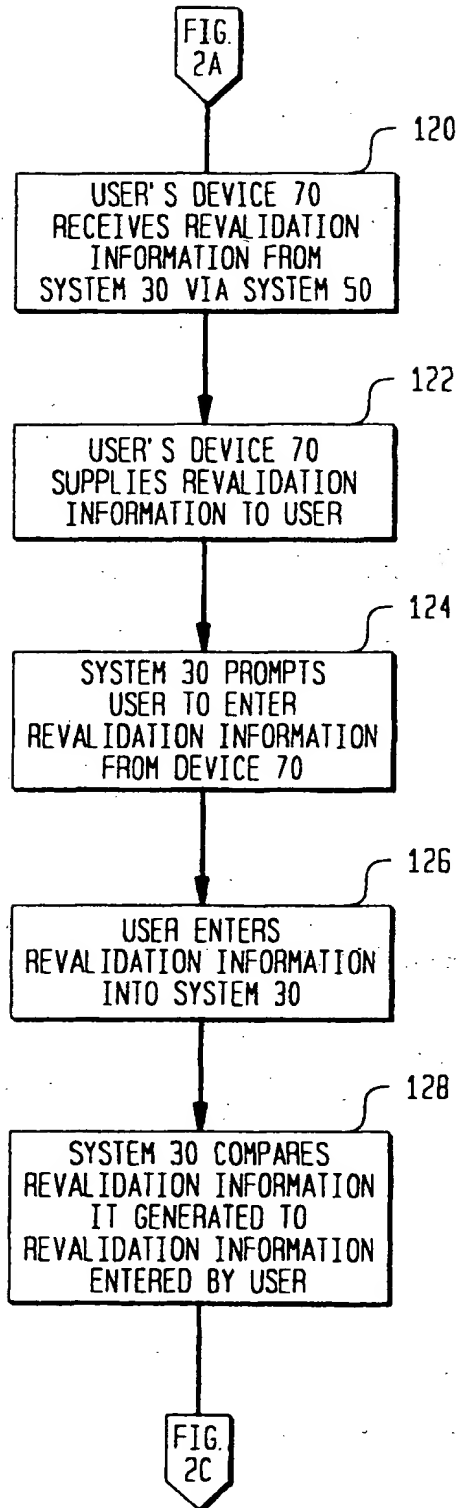 FIG.
2A
120
USER'S DEVICE 70
RECEIVES REVALIDATION
INFORMATION FROM
SYSTEM 30 VIA SYSTEM 50
122
USER'S DEVICE 70
SUPPLIES REVALIDATION
INFORMATION TO USER
124
SYSTEM 30 PROMPTS
USER TO ENTER
REVALIDATION INFORMATION
FROM DEVICE 70
126
USER ENTERS
REVALIDATION INFORMATION
INTO SYSTEM 30
128
SYSTEM 30 COMPARES
REVALIDATION INFORMATION
IT GENERATED TO
REVALIDATION INFORMATION
ENTERED BY USER
FIG.
2C